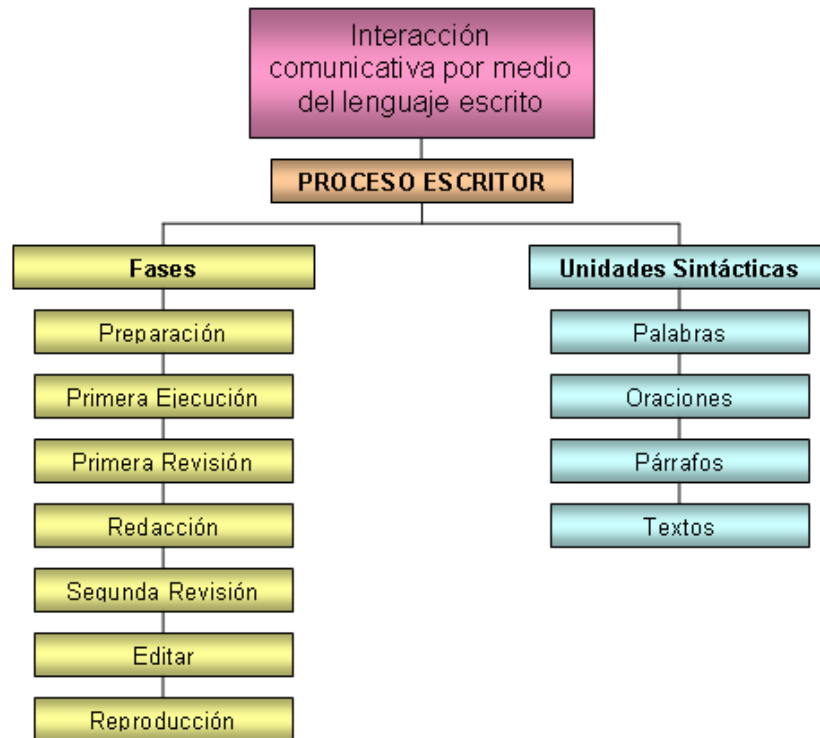 Interacción
comunicativa por medio
del lenguaje escrito
PROCESO ESCRITOR
Fases
Preparación
Primera Ejecución
Primera Revisión
Redacción
Segunda Revisión
Editar
Reproducción
Unidades Sintácticas
Palabras
Oraciones
Párrafos
Textos